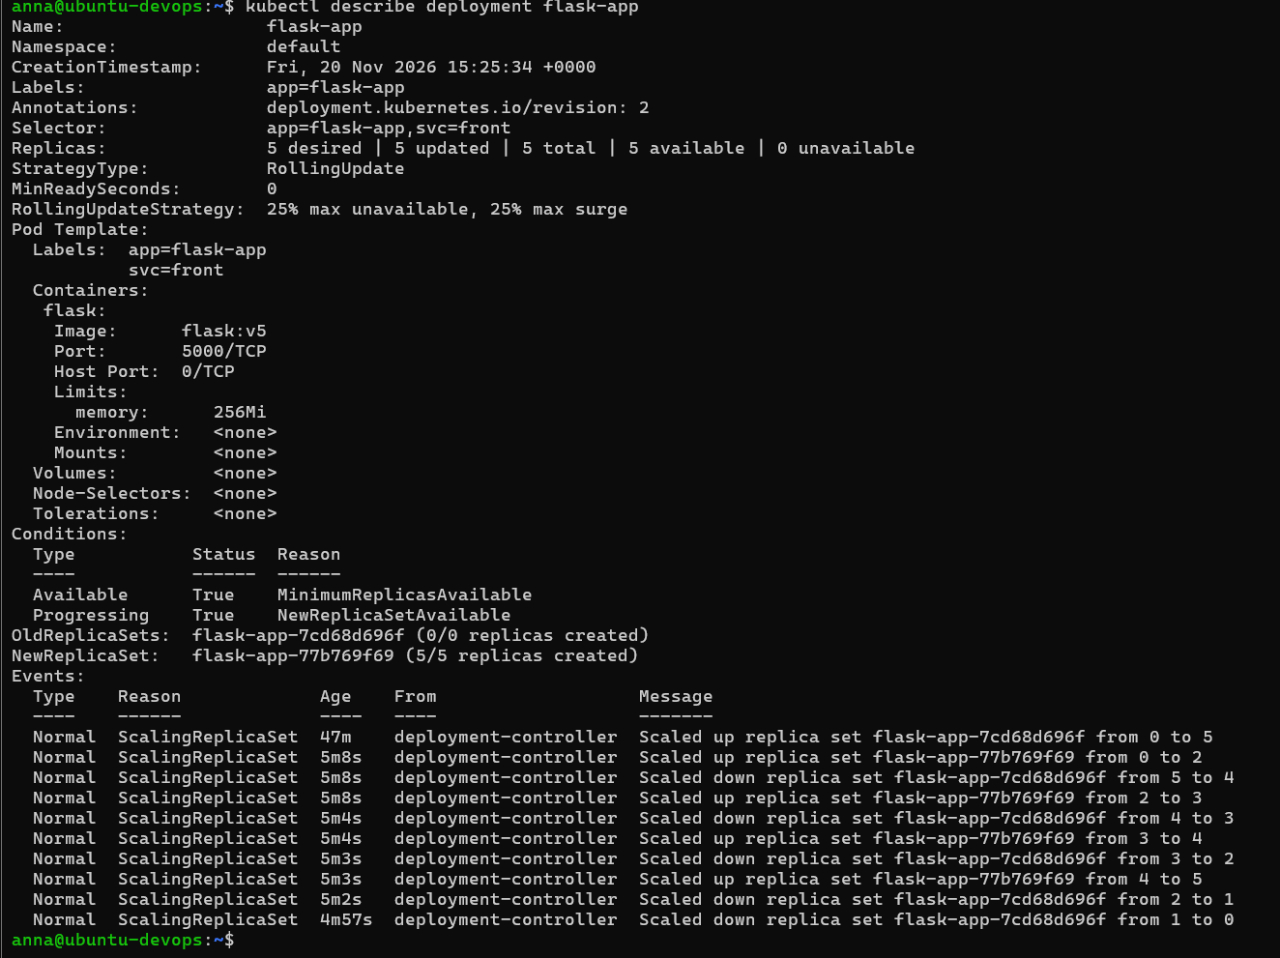 anna@ubuntu-devops:~$ kubectl describe deployment flask-app
Name:                   flask-app
Namespace:              default
CreationTimestamp:      Fri, 20 Nov 2026 15:25:34 +0000
Labels:                 app=flask-app
Annotations:            deployment.kubernetes.io/revision: 2
Selector:               app=flask-app,svc=front
Replicas:               5 desired | 5 updated | 5 total | 5 available | 0 unavailable
StrategyType:           RollingUpdate
MinReadySeconds:        0
RollingUpdateStrategy:  25% max unavailable, 25% max surge
Pod Template:
  Labels:  app=flask-app
           svc=front
  Containers:
   flask:
    Image:      flask:v5
    Port:       5000/TCP
    Host Port:  0/TCP
    Limits:
      memory:      256Mi
    Environment:   <none>
    Mounts:        <none>
  Volumes:         <none>
  Node-Selectors:  <none>
  Tolerations:     <none>
Conditions:
  Type           Status  Reason
  ----           ------  ------
  Available      True    MinimumReplicasAvailable
  Progressing    True    NewReplicaSetAvailable
OldReplicaSets:  flask-app-7cd68d696f (0/0 replicas created)
NewReplicaSet:   flask-app-77b769f69 (5/5 replicas created)
Events:
  Type    Reason             Age    From                   Message
  ----    ------             ----   ----                   -------
  Normal  ScalingReplicaSet  47m    deployment-controller  Scaled up replica set flask-app-7cd68d696f from 0 to 5
  Normal  ScalingReplicaSet  5m8s   deployment-controller  Scaled up replica set flask-app-77b769f69 from 0 to 2
  Normal  ScalingReplicaSet  5m8s   deployment-controller  Scaled down replica set flask-app-7cd68d696f from 5 to 4
  Normal  ScalingReplicaSet  5m8s   deployment-controller  Scaled up replica set flask-app-77b769f69 from 2 to 3
  Normal  ScalingReplicaSet  5m4s   deployment-controller  Scaled down replica set flask-app-7cd68d696f from 4 to 3
  Normal  ScalingReplicaSet  5m4s   deployment-controller  Scaled up replica set flask-app-77b769f69 from 3 to 4
  Normal  ScalingReplicaSet  5m3s   deployment-controller  Scaled down replica set flask-app-7cd68d696f from 3 to 2
  Normal  ScalingReplicaSet  5m3s   deployment-controller  Scaled up replica set flask-app-77b769f69 from 4 to 5
  Normal  ScalingReplicaSet  5m2s   deployment-controller  Scaled down replica set flask-app-7cd68d696f from 2 to 1
  Normal  ScalingReplicaSet  4m57s  deployment-controller  Scaled down replica set flask-app-7cd68d696f from 1 to 0
anna@ubuntu-devops:~$